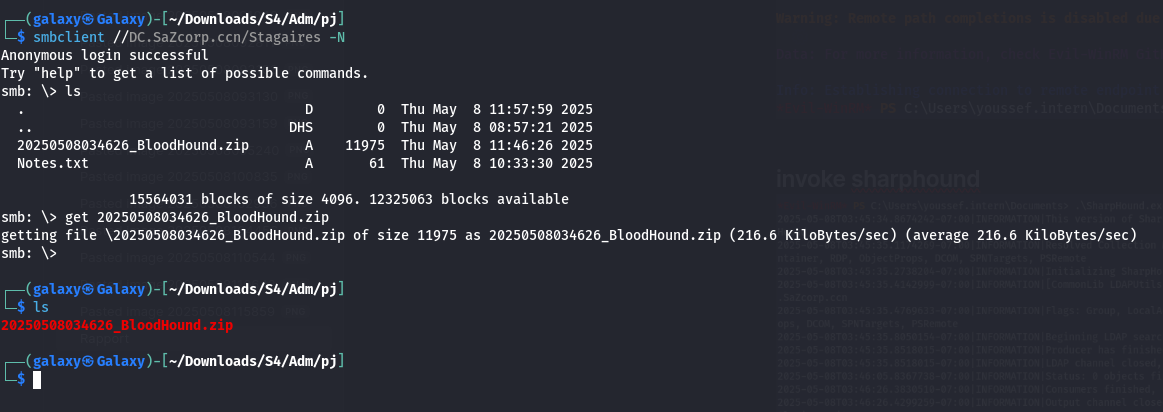 ┌──(galaxy㉿Galaxy)-[~/Downloads/S4/Adm/pj]
└─$ smbclient //DC.SaZcorp.ccn/Stagaires -N
Anonymous login successful
Try "help" to get a list of possible commands.
smb: \> ls
  .                                   D        0  Thu May  8 11:57:59 2025
  ..                                DHS        0  Thu May  8 08:57:21 2025
  20250508034626_BloodHound.zip       A    11975  Thu May  8 11:46:26 2025
  Notes.txt                           A       61  Thu May  8 10:33:30 2025
                15564031 blocks of size 4096. 12325063 blocks available
smb: \> get 20250508034626_BloodHound.zip
getting file \20250508034626_BloodHound.zip of size 11975 as 20250508034626_BloodHound.zip (216.6 KiloBytes/sec) (average 216.6 KiloBytes/sec)
smb: \>
┌──(galaxy㉿Galaxy)-[~/Downloads/S4/Adm/pj]
└─$ ls
20250508034626_BloodHound.zip
┌──(galaxy㉿Galaxy)-[~/Downloads/S4/Adm/pj]
└─$
Warning: Remote path completions is disabled due
PS C:\Users\youssef.intern\Document
invoke sharphound